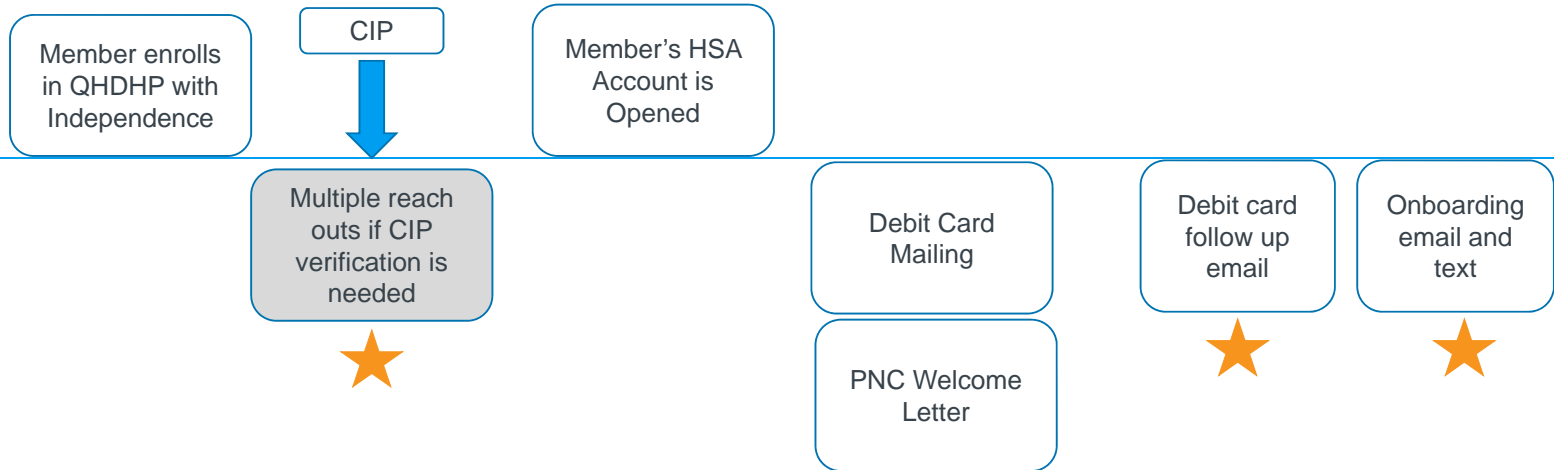 Member enrolls
in QHDHP with
Independence
CIP
Member's HSA
Account is
Opened
Multiple reach
outs if CIP
verification is
needed
Debit Card
Mailing
PNC Welcome
Letter
Debit card
follow up
email
Onboarding
email and
text